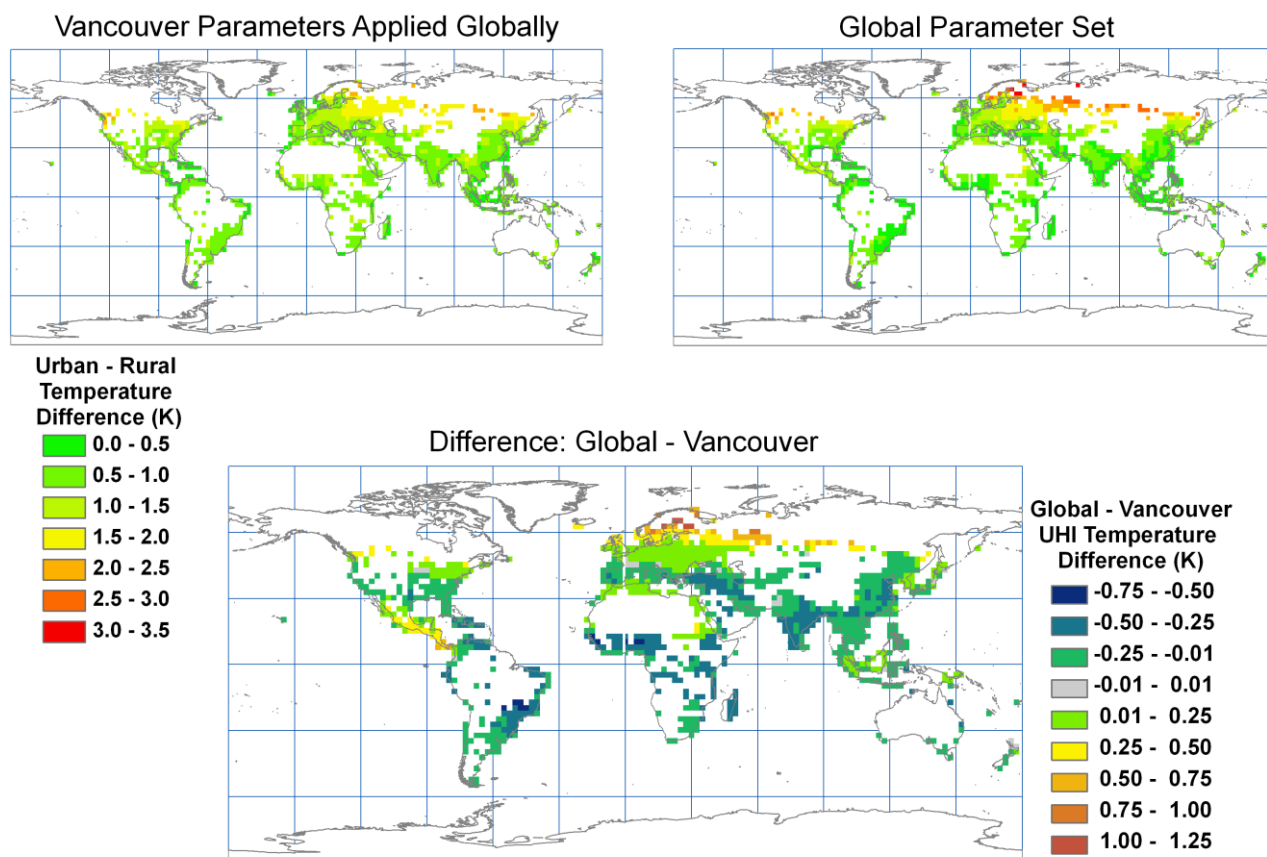 Vancouver Parameters Applied Globally
Global Parameter Set
Urban - Rural
Temperature
Difference (K)
0.0 - 0.5
0.5 - 1.0
1.0 - 1.5
1.5 - 2.0
2.0 - 2.5
2.5 - 3.0
3.0 - 3.5
Difference: Global - Vancouver
Global - Vancouver
UHI Temperature
Difference (K)
-0.75 - -0.50
-0.50 - -0.25
-0.25 - -0.01
-0.01 - 0.01
0.01 - 0.25
0.25 - 0.50
0.50 - 0.75
0.75 - 1.00
1.00 - 1.25